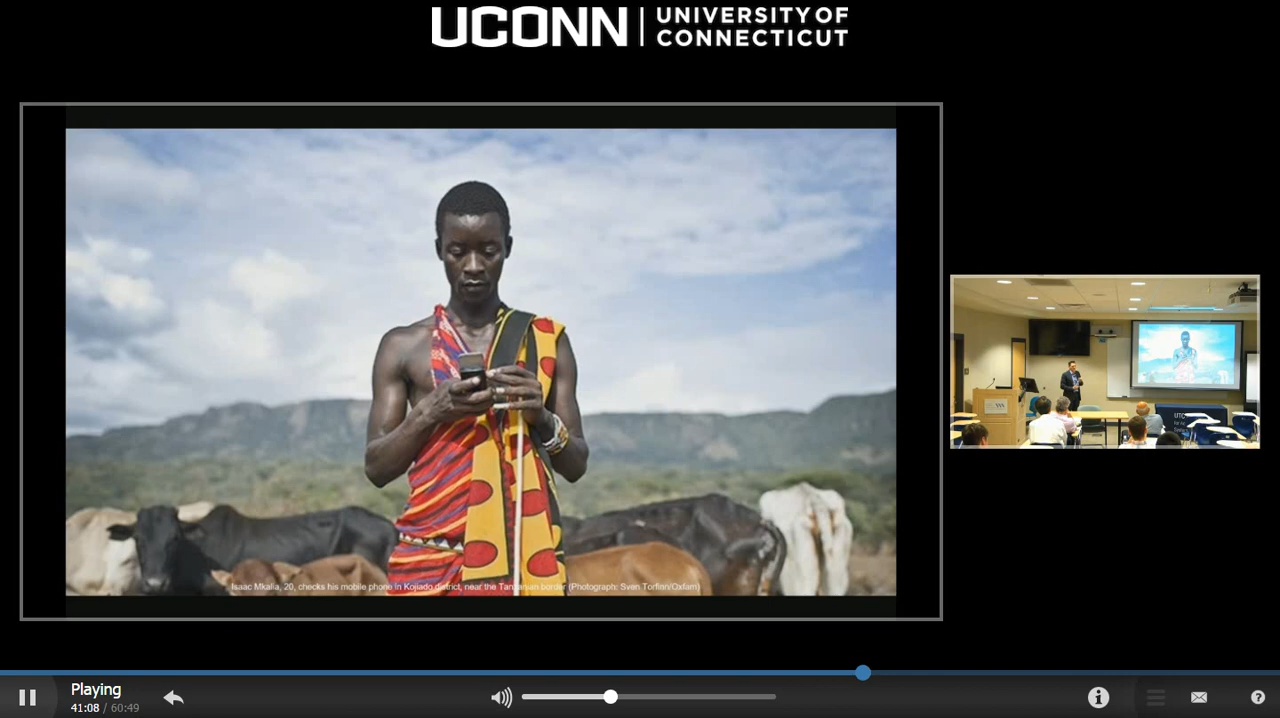 UCONN
UNIVERSITY OF
CONNECTICUT
Isaac Mkalia, 20, checks his mobile phone in Kojiado district, near the Tanzanian border (Photograph: Sven Torfinn/Oxfam)
UTC
Playing
41:08 / 60:49